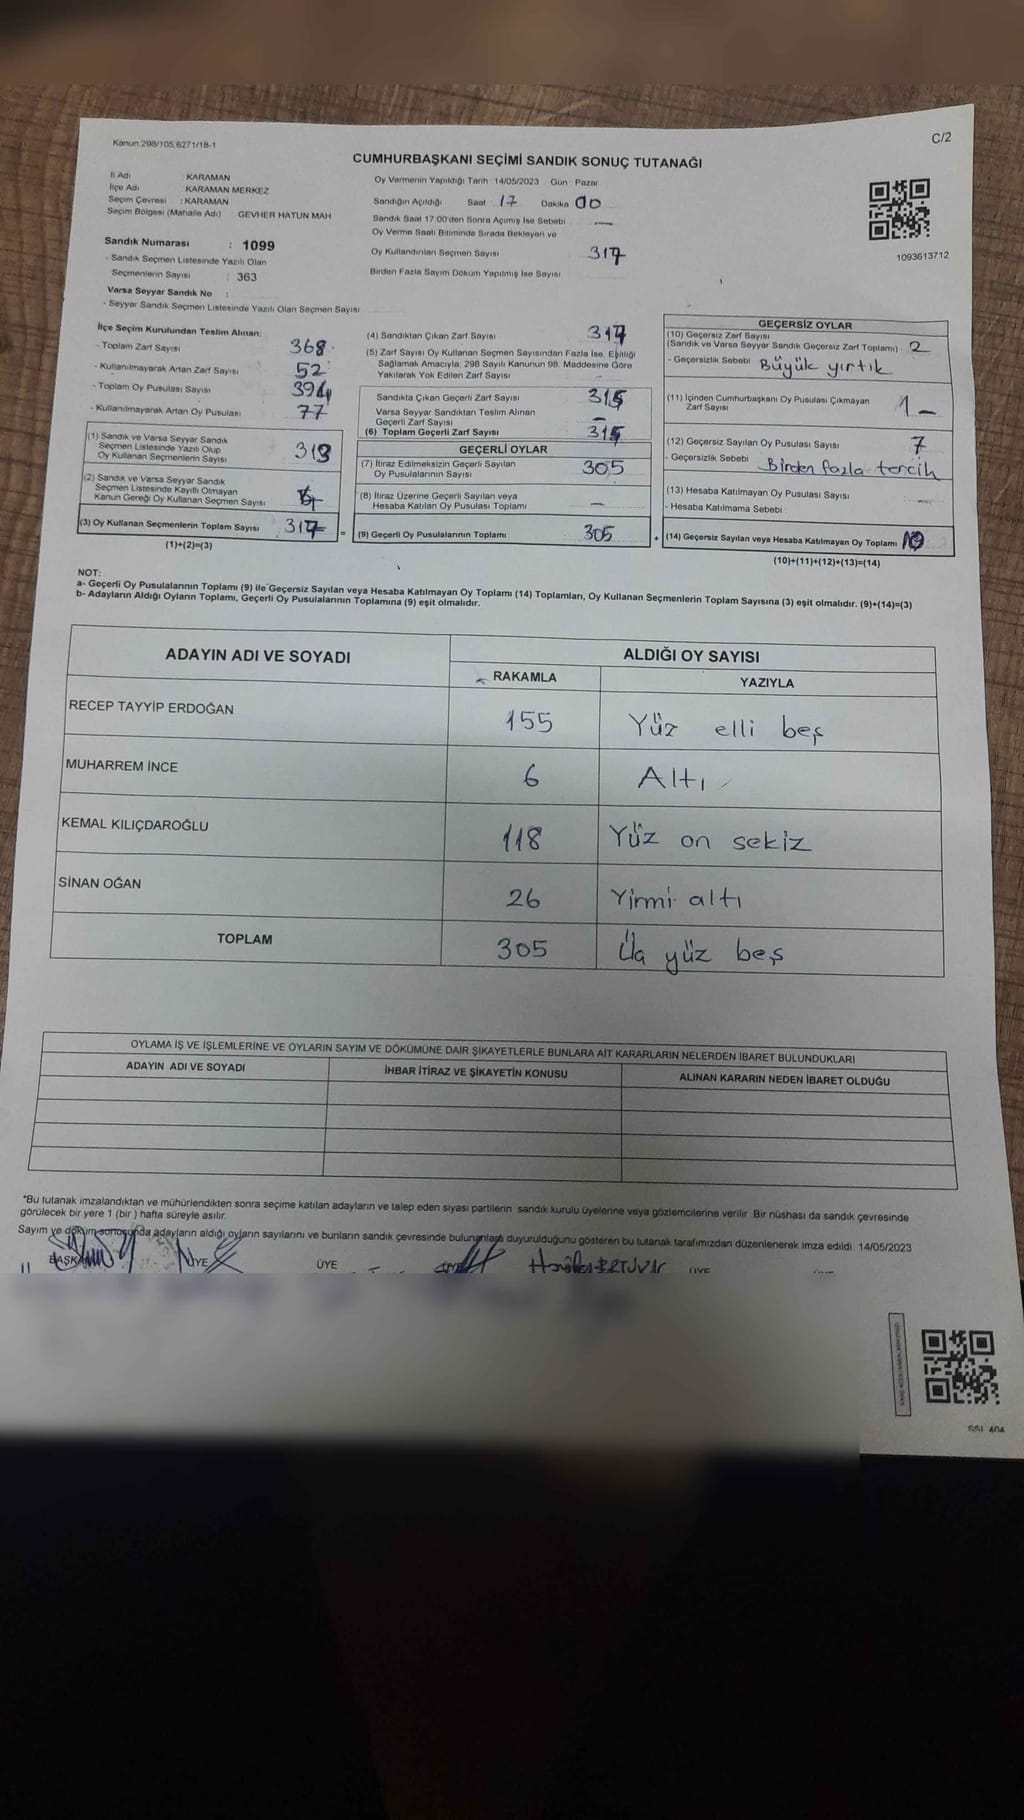 Kanun:298/105,6271/18-1
C/2
CUMHURBAŞKANI SEÇİMİ SANDIK SONUÇ TUTANAĞI
İl Adı KARAMAN
İlçe Adı KARAMAN MERKEZ
Seçim Çevresi : KARAMAN
Seçim Bölgesi (Mahalle Adı) GEVHER HATUN MAH
Sandık Numarası : 1099
- Sandık Seçmen Listesinde Yazılı Olan
Seçmenlerin Sayısı : 363
Varsa Seyyar Sandık No :
- Seyyar Sandık Seçmen Listesinde Yazılı Olan Seçmen Sayısı
Oy Vermenin Yapıldığı Tarih 14/05/2023 Gün : Pazar
Sandığın Açıldığı Saat 17 Dakika 00
Sandık Saat 17.00'den Sonra Açımış İse Sebebi —
Oy Verme Saati Bitiminde Sırada Bekleyen ve
Oy Kullandırılan Seçmen Sayısı 317
Birden Fazla Sayım Döküm Yapılmış İse Sayısı
1093613712
İlçe Seçim Kurulundan Teslim Alınan;
- Toplam Zarf Sayısı 368
- Kullanılmayarak Artan Zarf Sayısı 52
- Toplam Oy Pusulası Sayısı 394
- Kullanılmayarak Artan Oy Pusulası 77
(1) Sandık ve Varsa Seyyar Sandık
Seçmen Listesinde Yazılı Olup
Oy Kullanan Seçmenlerin Sayısı 313
(2) Sandık ve Varsa Seyyar Sandık
Seçmen Listesinde Kayıtlı Olmayan
Kanun Gereği Oy Kullanan Seçmen Sayısı
(3) Oy Kullanan Seçmenlerin Toplam Sayısı 317 =
(1)+(2)=(3)
(4) Sandıktan Çıkan Zarf Sayısı 317
(5) Zarf Sayısı Oy Kullanan Seçmen Sayısından Fazla İse, Eşitliği
Sağlamak Amacıyla, 298 Sayılı Kanunun 98. Maddesine Göre
Yakılarak Yok Edilen Zarf Sayısı —
Sandıkta Çıkan Geçerli Zarf Sayısı 315
Varsa Seyyar Sandıktan Teslim Alınan
Geçerli Zarf Sayısı —
(6) Toplam Geçerli Zarf Sayısı 315
GEÇERLİ OYLAR
(7) İtiraz Edilmeksizin Geçerli Sayılan
Oy Pusulasının Sayısı 305
(8) İtiraz Üzerine Geçerli Sayılan veya
Hesaba Katılan Oy Pusulası Toplamı —
(9) Geçerli Oy Pusulalarının Toplamı 305 +
GEÇERSİZ OYLAR
(10) Geçersiz Zarf Sayısı
(Sandık ve Varsa Seyyar Sandık Geçersiz Zarf Toplamı) 2
- Geçersizlik Sebebi Büyük yırtık
(11) İçinden Cumhurbaşkanı Oy Pusulası Çıkmayan
Zarf Sayısı 1 —
(12) Geçersiz Sayılan Oy Pusulası Sayısı 7
- Geçersizlik Sebebi Birden fazla tercih
(13) Hesaba Katılmayan Oy Pusulası Sayısı —
- Hesaba Katılmama Sebebi
(14) Geçersiz Sayılan veya Hesaba Katılmayan Oy Toplamı 10
(10)+(11)+(12)+(13)=(14)
NOT:
a- Geçerli Oy Pusulalarının Toplamı (9) ile Geçersiz Sayılan veya Hesaba Katılmayan Oy Toplamı (14) Toplamları, Oy Kullanan Seçmenlerin Toplam Sayısına (3) eşit olmalıdır. (9)+(14)=(3)
b- Adayların Aldığı Oyların Toplamı, Geçerli Oy Pusulalarının Toplamına (9) eşit olmalıdır.
ADAYIN ADI VE SOYADI ALDIĞI OY SAYISI
RAKAMLA YAZIYLA
RECEP TAYYİP ERDOĞAN 155 Yüz elli beş
MUHARREM İNCE 6 Altı
KEMAL KILIÇDAROĞLU 118 Yüz on sekiz
SİNAN OĞAN 26 Yirmi altı
TOPLAM 305 Üç yüz beş
OYLAMA İŞ VE İŞLEMLERİNE VE OYLARIN SAYIM VE DÖKÜMÜNE DAİR ŞİKAYETLERLE BUNLARA AİT KARARLARIN NELERDEN İBARET BULUNDUKLARI
ADAYIN ADI VE SOYADI İHBAR İTİRAZ VE ŞİKAYETİN KONUSU ALINAN KARARIN NEDEN İBARET OLDUĞU
*Bu tutanak imzalandıktan ve mühürlendikten sonra seçime katılan adayların ve talep eden siyasi partilerin sandık kurulu üyelerine veya gözlemcilerine verilir. Bir nüshası da sandık çevresinde
görülecek bir yere 1 (bir) hafta süreyle asılır.
Sayım ve döküm sonucunda adayların aldığı oyların sayılarını ve bunların sandık çevresinde bulunanlara duyurulduğunu gösteren bu tutanak tarafımızdan düzenlenerek imza edildi. 14/05/2023
BAŞKAN ÜYE ÜYE ÜYE ÜYE